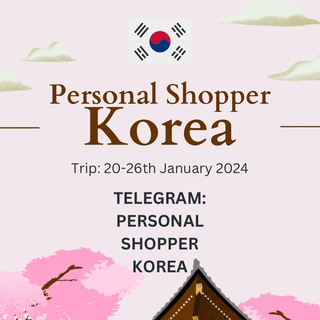 Personal Shopper
Korea
Trip: 20-26th January 2024
TELEGRAM:
PERSONAL
SHOPPER
KOREA